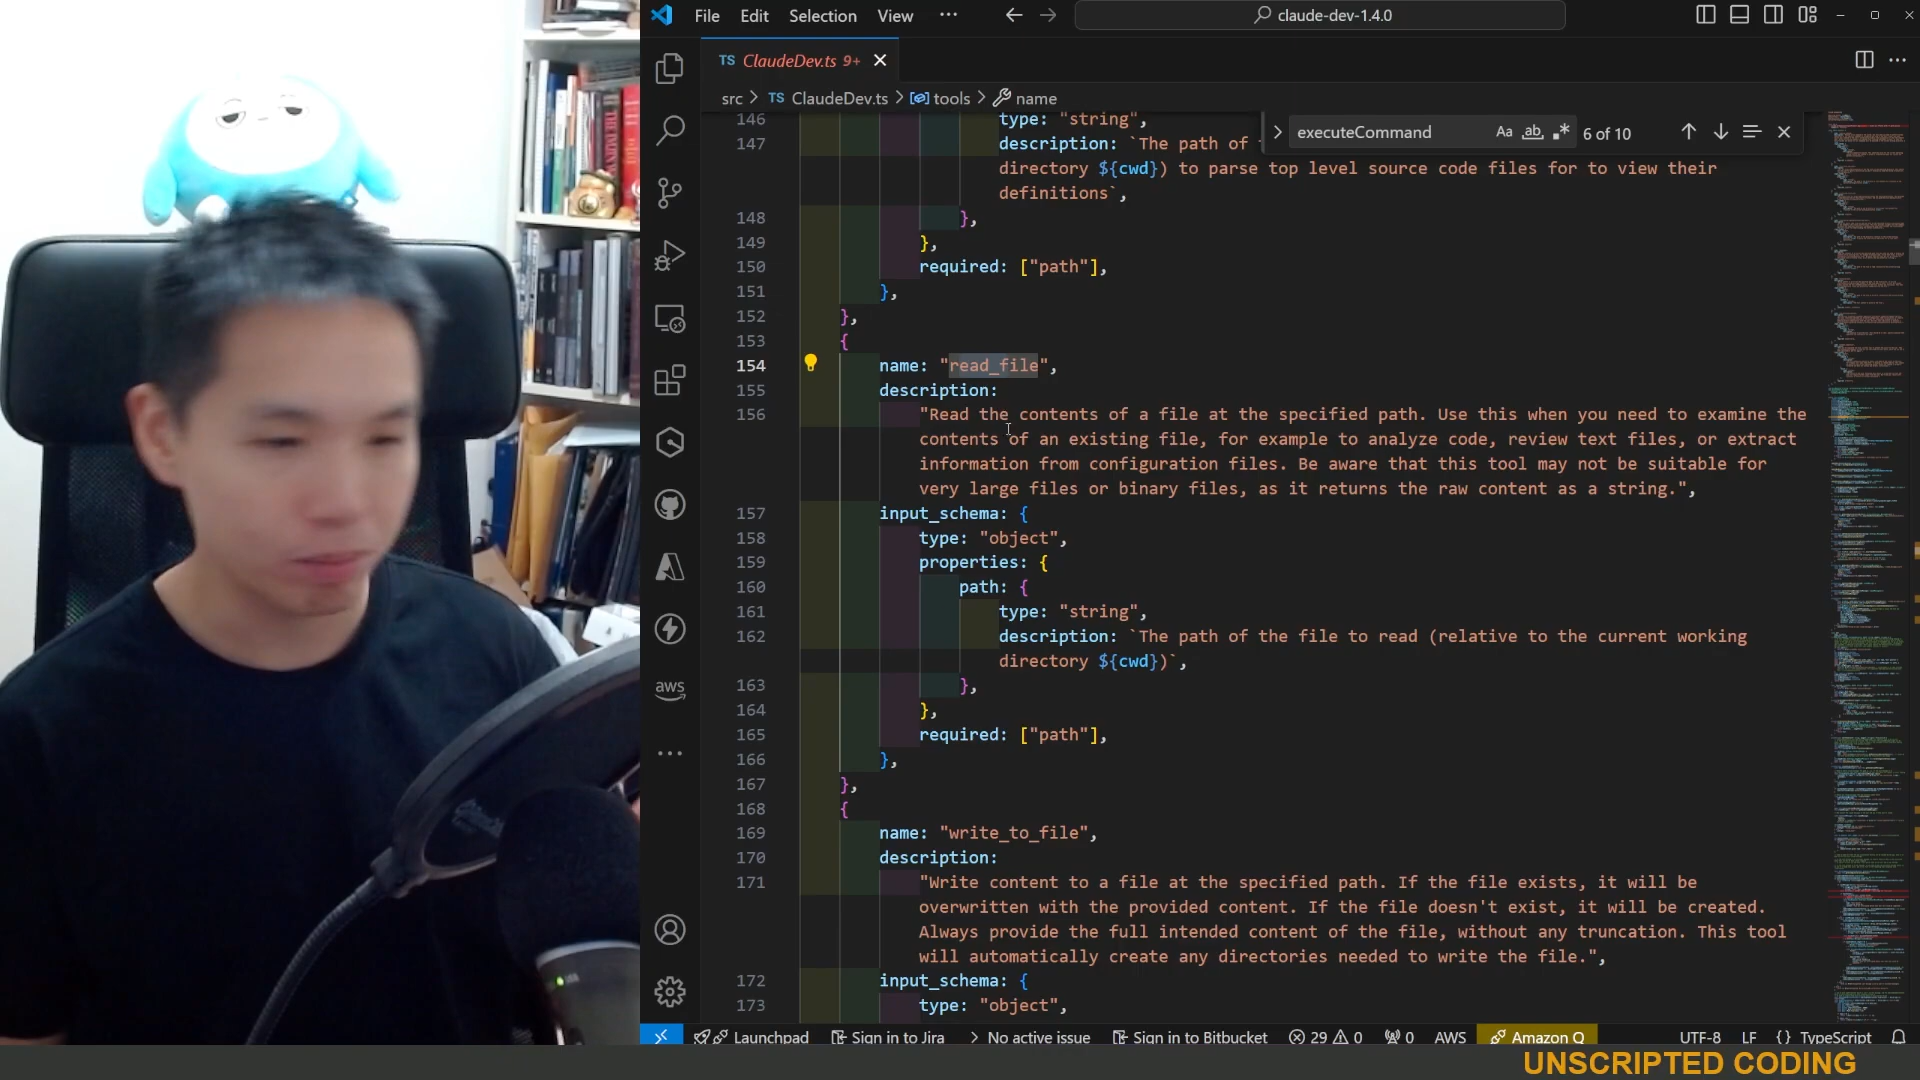 File Edit Selection View ··· claude-dev-1.4.0
TS ClaudeDev.ts 9+
src > TS ClaudeDev.ts > tools > name
executeCommand Aa ab 6 of 10
146 type: "string",
147 description: `The path of
directory ${cwd}) to parse top level source code files for to view their
definitions`,
148 },
149 },
150 required: ["path"],
151 },
152 },
153 {
154 name: "read_file",
155 description:
156 "Read the contents of a file at the specified path. Use this when you need to examine the
contents of an existing file, for example to analyze code, review text files, or extract
information from configuration files. Be aware that this tool may not be suitable for
very large files or binary files, as it returns the raw content as a string.",
157 input_schema: {
158 type: "object",
159 properties: {
160 path: {
161 type: "string",
162 description: `The path of the file to read (relative to the current working
directory ${cwd})`,
163 },
164 },
165 required: ["path"],
166 },
167 },
168 {
169 name: "write_to_file",
170 description:
171 "Write content to a file at the specified path. If the file exists, it will be
overwritten with the provided content. If the file doesn't exist, it will be created.
Always provide the full intended content of the file, without any truncation. This tool
will automatically create any directories needed to write the file.",
172 input_schema: {
173 type: "object",
aws
Launchpad Sign in to Jira > No active issue Sign in to Bitbucket 29 0 0 AWS Amazon Q UTF-8 LF {} TypeScript
UNSCRIPTED CODING